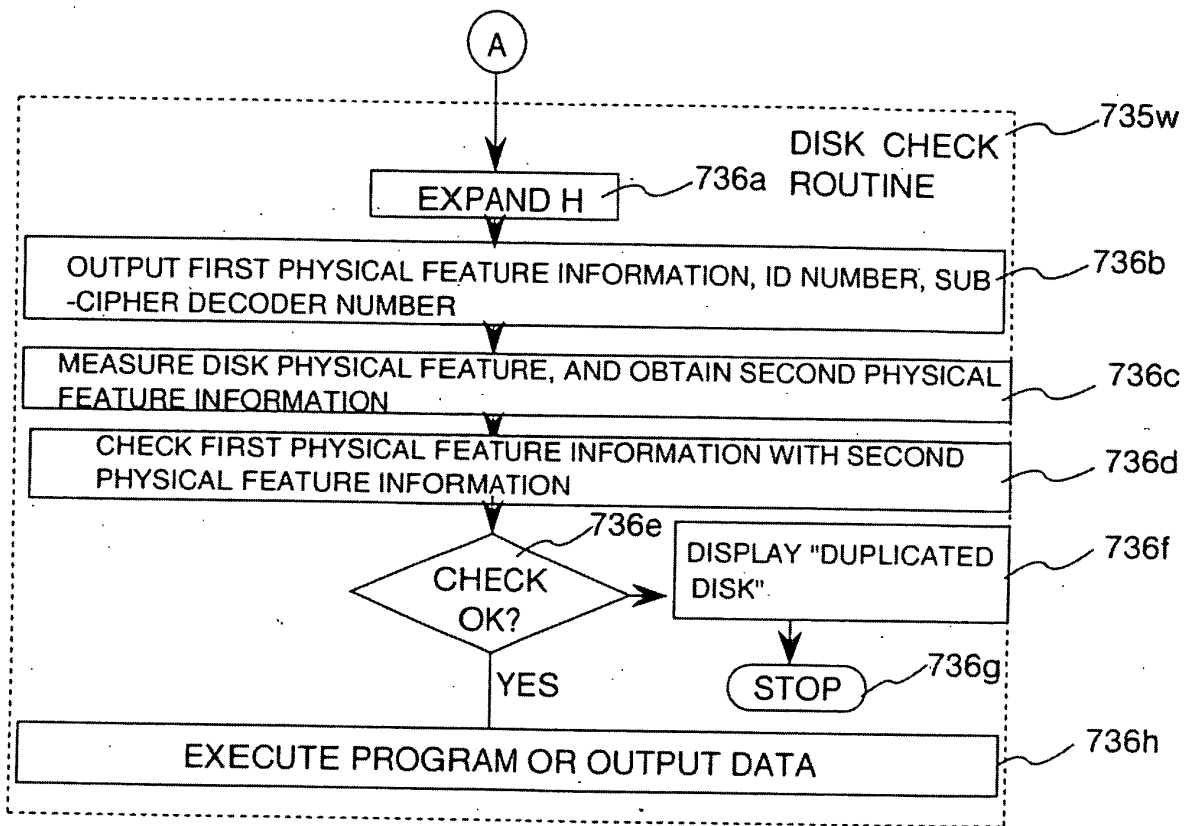 A
735w
DISK CHECK
ROUTINE
736a
EXPAND H
736b
OUTPUT FIRST PHYSICAL FEATURE INFORMATION, ID NUMBER, SUB
-CIPHER DECODER NUMBER
736c
MEASURE DISK PHYSICAL FEATURE, AND OBTAIN SECOND PHYSICAL
FEATURE INFORMATION
736d
CHECK FIRST PHYSICAL FEATURE INFORMATION WITH SECOND
PHYSICAL FEATURE INFORMATION
736e
CHECK
OK?
736f
DISPLAY "DUPLICATED
DISK"
736g
STOP
YES
736h
EXECUTE PROGRAM OR OUTPUT DATA